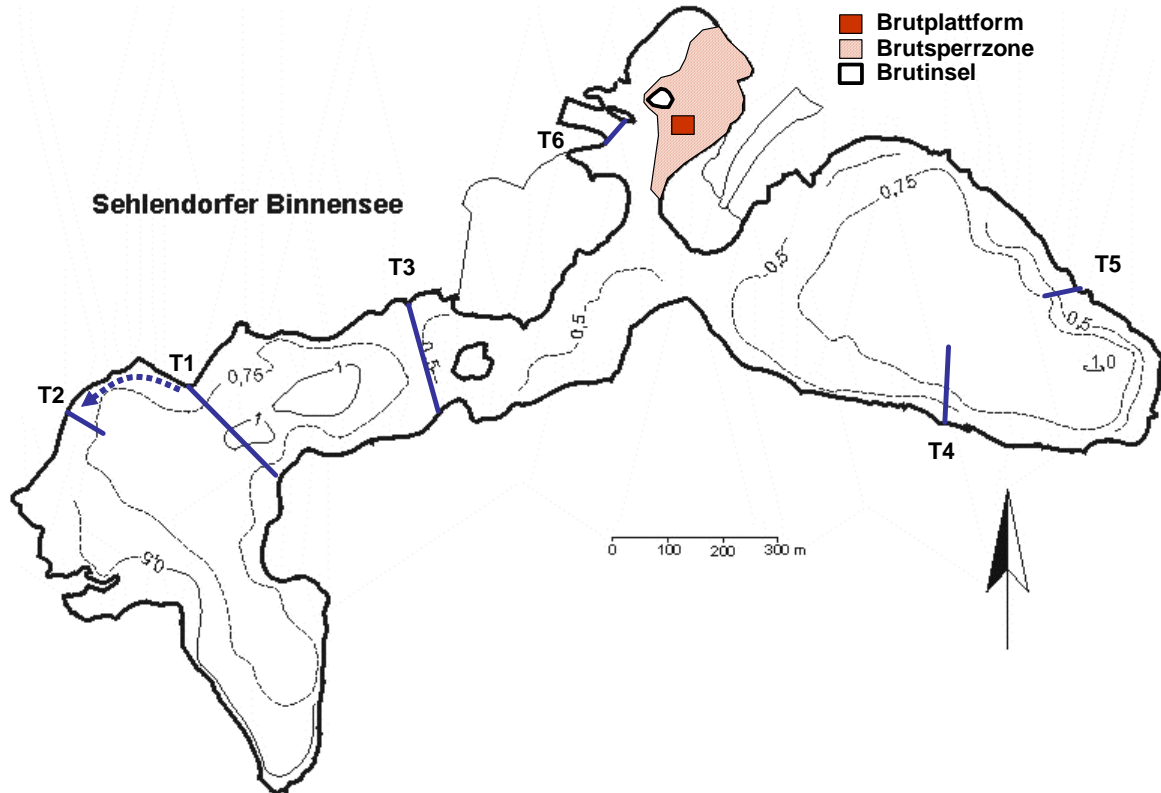 Brutplattform
Brutsperrzone
Brutinsel
T6
0,75
Sehlendorfer Binnensee
T3
0,5
T5
0,5
0,5
0,5
T1
0,75
1
1,0
T2
1
T4
0 100 200 300 m
0,5